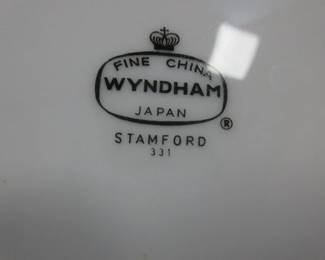 FINE CHINA
WYNDHAM
JAPAN
®
STAMFORD
331